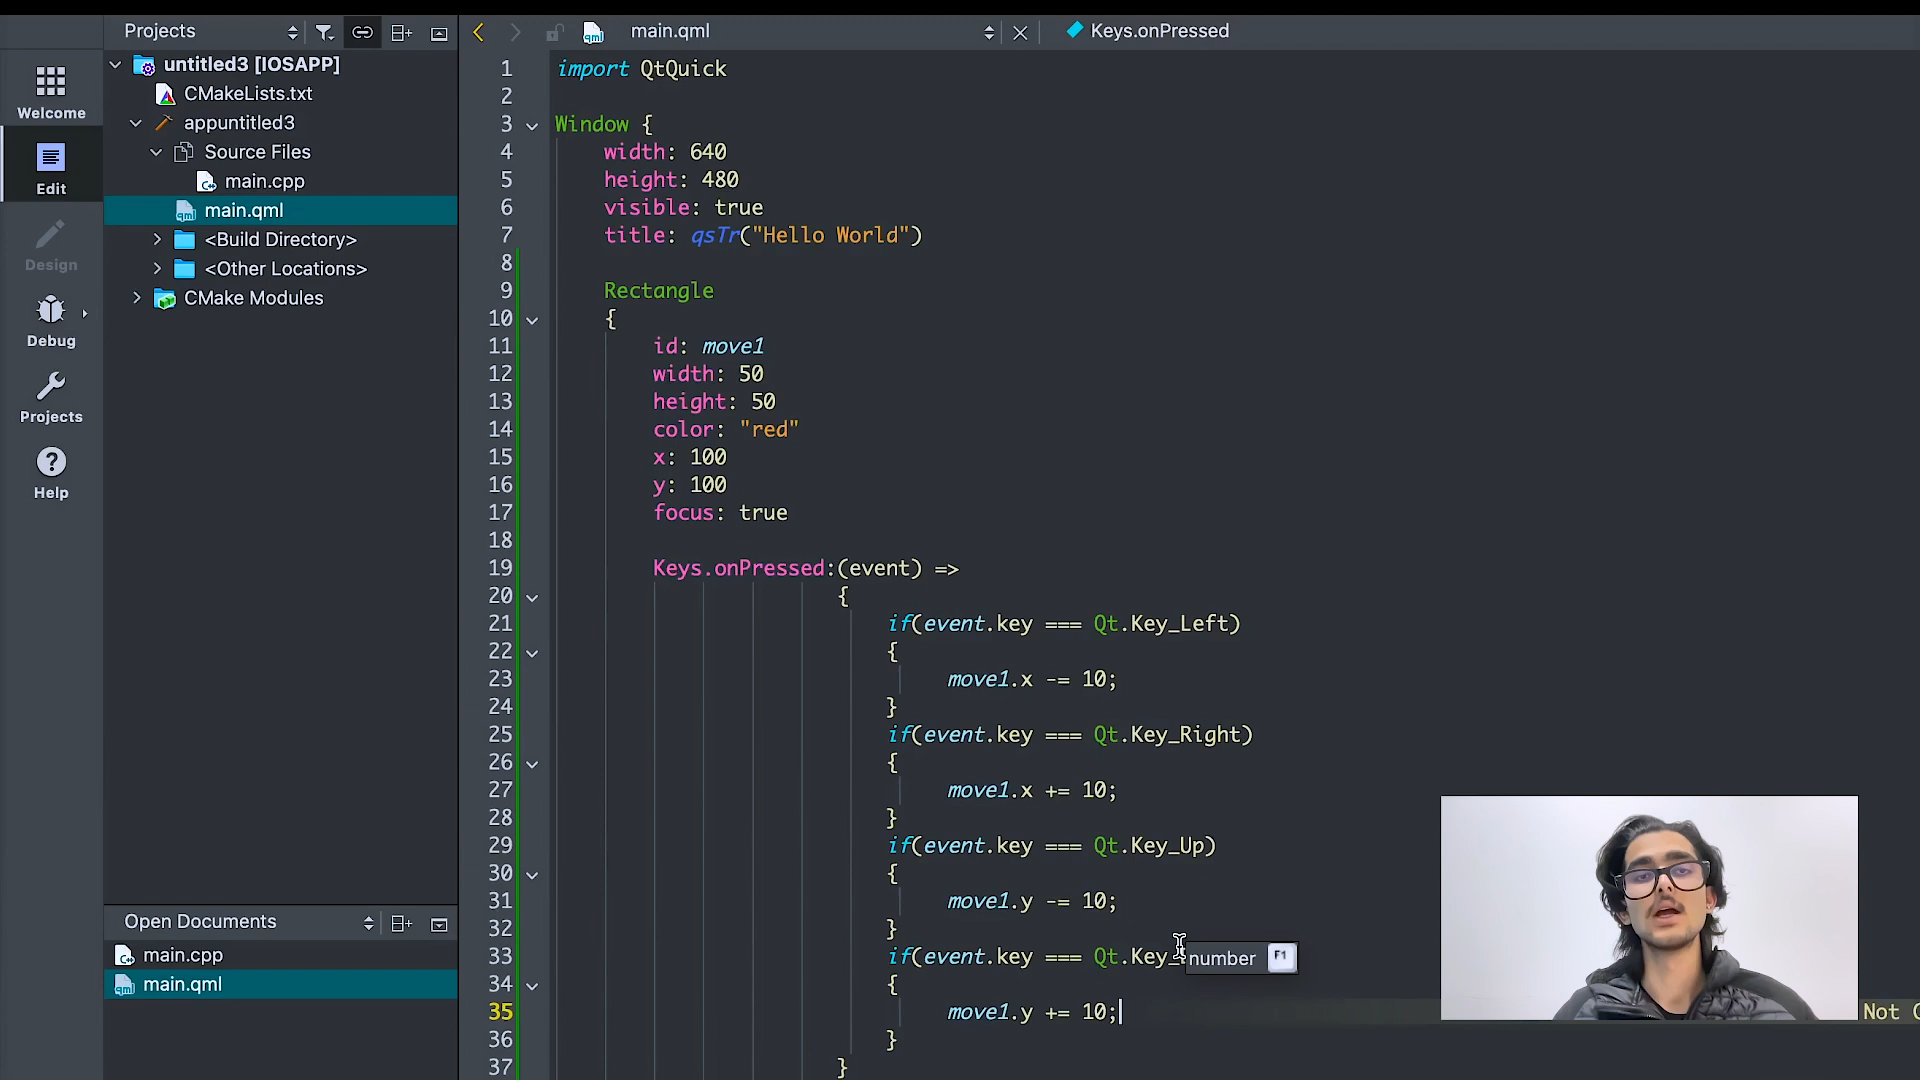 Projects
main.qml
Keys.onPressed
Welcome
Edit
Design
Debug
Projects
Help
untitled3 [IOSAPP]
CMakeLists.txt
appuntitled3
Source Files
main.cpp
main.qml
<Build Directory>
<Other Locations>
CMake Modules
Open Documents
main.cpp
main.qml
1 import QtQuick
2
3 Window {
4 width: 640
5 height: 480
6 visible: true
7 title: qsTr("Hello World")
8
9 Rectangle
10 {
11 id: move1
12 width: 50
13 height: 50
14 color: "red"
15 x: 100
16 y: 100
17 focus: true
18
19 Keys.onPressed:(event) =>
20 {
21 if(event.key === Qt.Key_Left)
22 {
23 move1.x -= 10;
24 }
25 if(event.key === Qt.Key_Right)
26 {
27 move1.x += 10;
28 }
29 if(event.key === Qt.Key_Up)
30 {
31 move1.y -= 10;
32 }
33 if(event.key === Qt.Key_
number F1
34 {
35 move1.y += 10;
Not
36 }
37 }